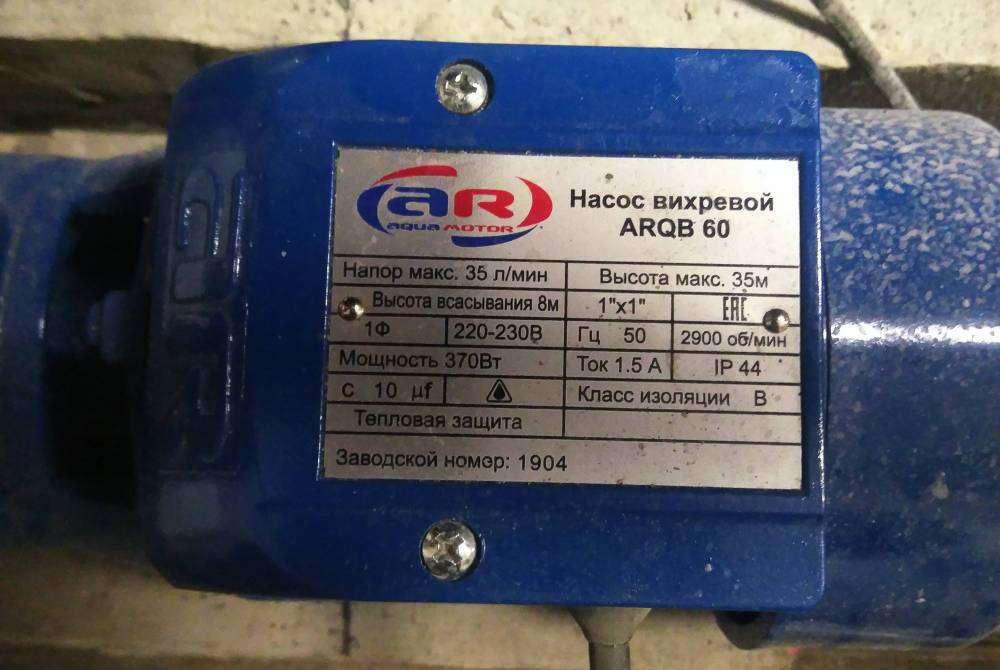 aR
aqua MOTOR
Насос вихревой
ARQB 60
Напор макс. 35 л/мин
Высота макс. 35м
Высота всасывания 8м
1"x1"
EAC
1Ф
220-230В
Гц 50
2900 об/мин
Мощность 370Вт
Ток 1.5 А
IP 44
C 10 µf
Класс изоляции В
Тепловая защита
Заводской номэр: 1904